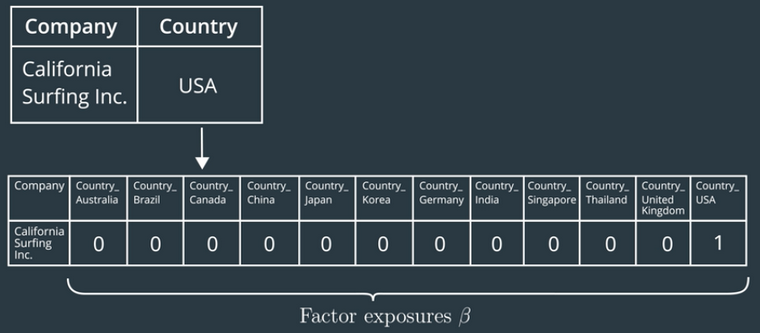 Company Country
California
Surfing Inc.
USA
Company Country_ Country_ Country_ Country_ Country_ Country_ Country_ Country_ Country_ Country_ Country_ Country_
Australia Brazil Canada China Japan Korea Germany India Singapore Thailand United USA
Kingdom
California
Surfing
Inc.
0 0 0 0 0 0 0 0 0 0 0 1
Factor exposures β